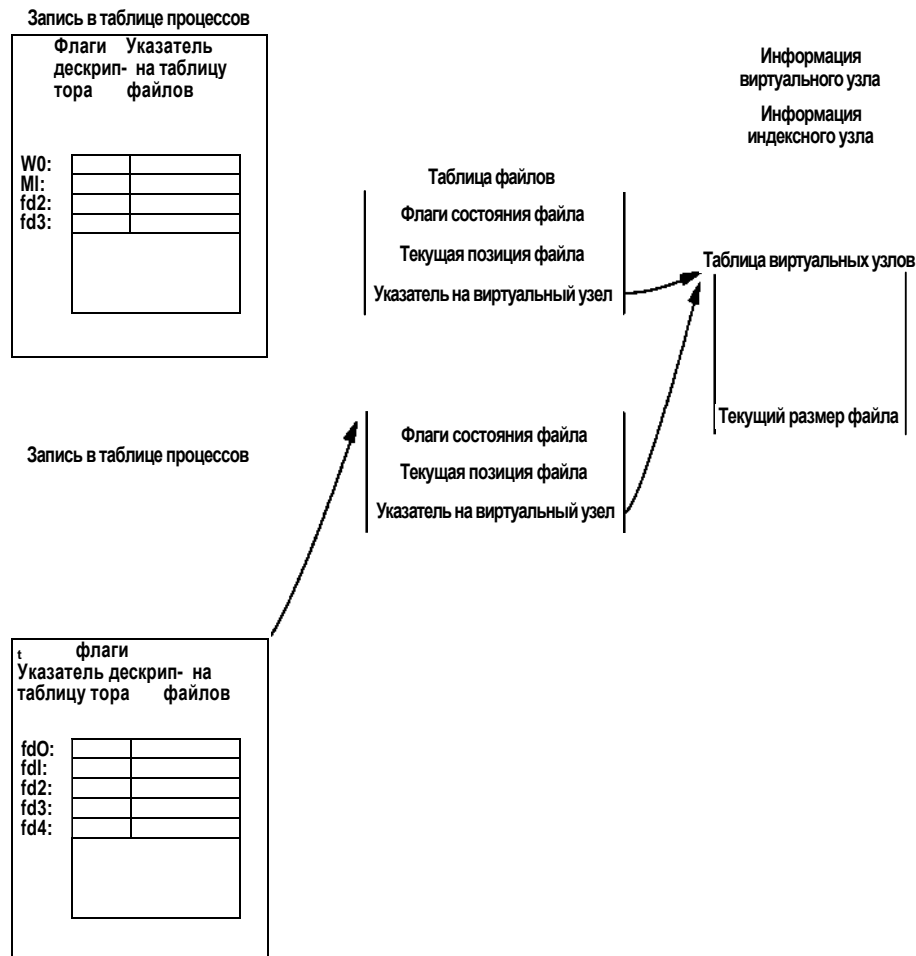 Запись в таблице процессов
Флаги Указатель
дескрип- на таблицу
тора файлов
W0:
MI:
fd2:
fd3:
Таблица файлов
Флаги состояния файла
Текущая позиция файла
Указатель на виртуальный узел
Информация
виртуального узла
Информация
индексного узла
Таблица виртуальных узлов
Текущий размер файла
Флаги состояния файла
Текущая позиция файла
Указатель на виртуальный узел
Запись в таблице процессов
t флаги
Указатель дескрип- на
таблицу тора файлов
fdO:
fdl:
fd2:
fd3:
fd4: